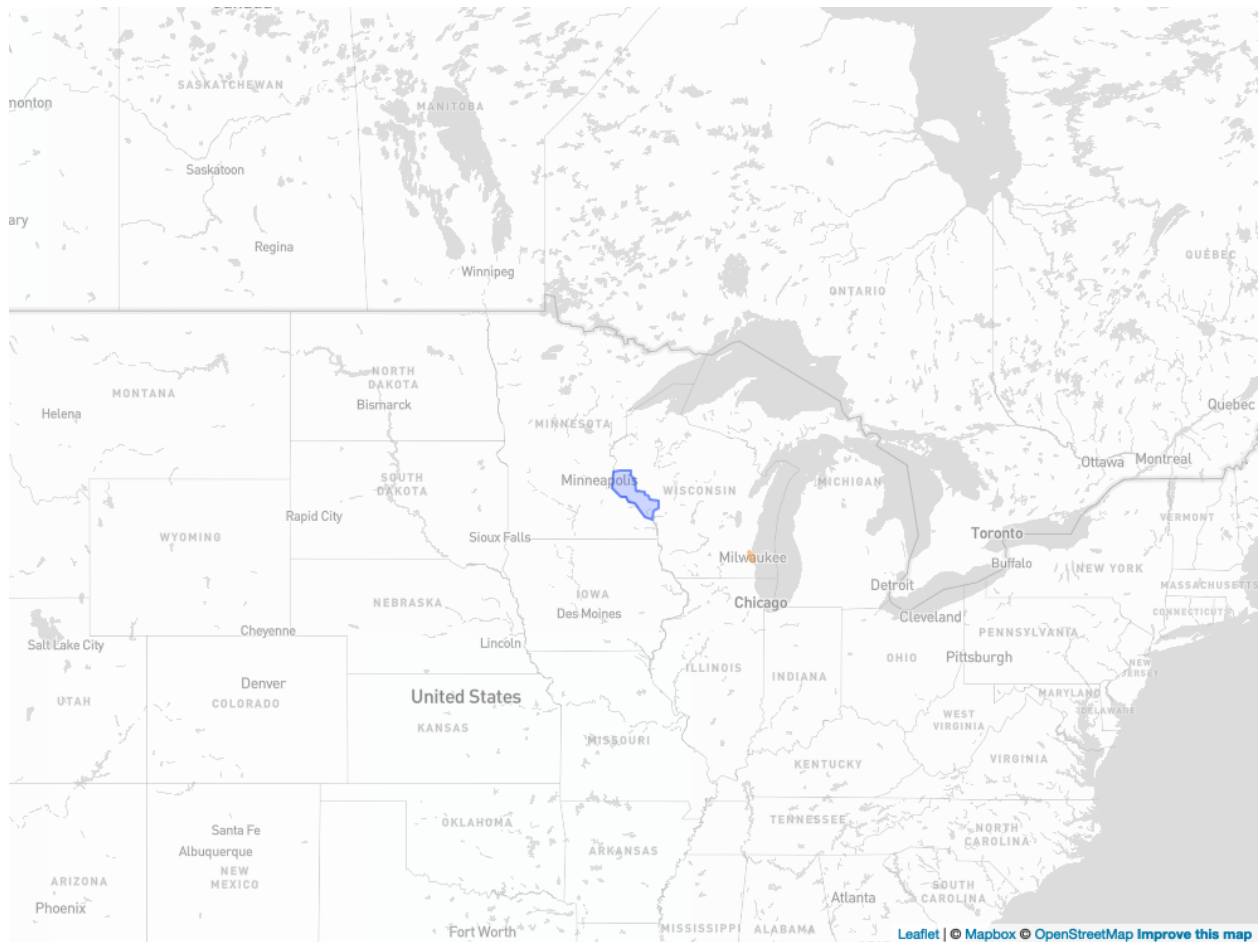 SASKATCHEWAN
MANITOBA
monton
Saskatoon
ary
Regina
Winnipeg
QUÉBEC
ONTARIO
MONTANA
NORTH
DAKOTA
Helena
Bismarck
Quebec
MINNESOTA
Ottawa
Montreal
Minneapolis
WISCONSIN
MICHIGAN
SOUTH
DAKOTA
Rapid City
VERMONT
WYOMING
Sioux Falls
Toronto
Milwaukee
Buffalo
NEW YORK
Detroit
MASSACHUSETTS
IOWA
NEBRASKA
Chicago
Des Moines
Cleveland
CONNECTICUT
Cheyenne
PENNSYLVANIA
Salt Lake City
Lincoln
OHIO
Pittsburgh
ILLINOIS
INDIANA
NEW
JERSEY
Denver
United States
MARYLAND
UTAH
COLORADO
DELAWARE
KANSAS
WEST
VIRGINIA
MISSOURI
VIRGINIA
KENTUCKY
OKLAHOMA
TENNESSEE
Santa Fe
NORTH
CAROLINA
Albuquerque
ARKANSAS
NEW
MEXICO
ARIZONA
SOUTH
CAROLINA
Phoenix
Atlanta
Fort Worth
MISSISSIPPI
ALABAMA
Leaflet | © Mapbox © OpenStreetMap Improve this map